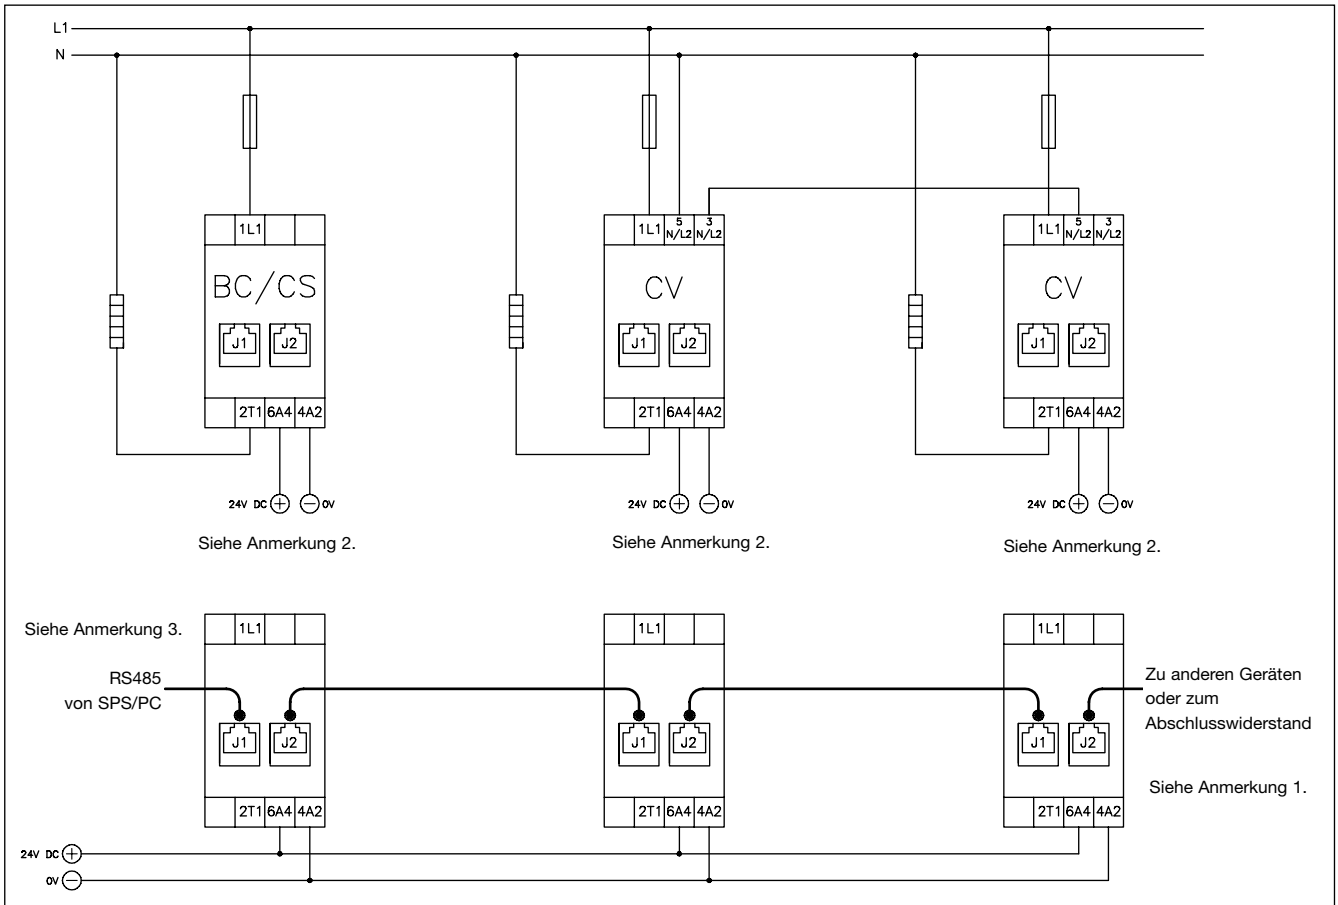 L1
N
1L1
1L1 5 N/L2 3 N/L2
1L1 5 N/L2 3 N/L2
BC/CS
CV
CV
J1 J2
J1 J2
J1 J2
2T1 6A4 4A2
2T1 6A4 4A2
2T1 6A4 4A2
24V DC + − 0V
24V DC + − 0V
24V DC + − 0V
Siehe Anmerkung 2.
Siehe Anmerkung 2.
Siehe Anmerkung 2.
Siehe Anmerkung 3.
1L1
1L1
1L1
RS485
von SPS/PC
Zu anderen Geräten
oder zum
Abschlusswiderstand
J1 J2
J1 J2
J1 J2
Siehe Anmerkung 1.
2T1 6A4 4A2
2T1 6A4 4A2
2T1 6A4 4A2
24V DC +
0V −